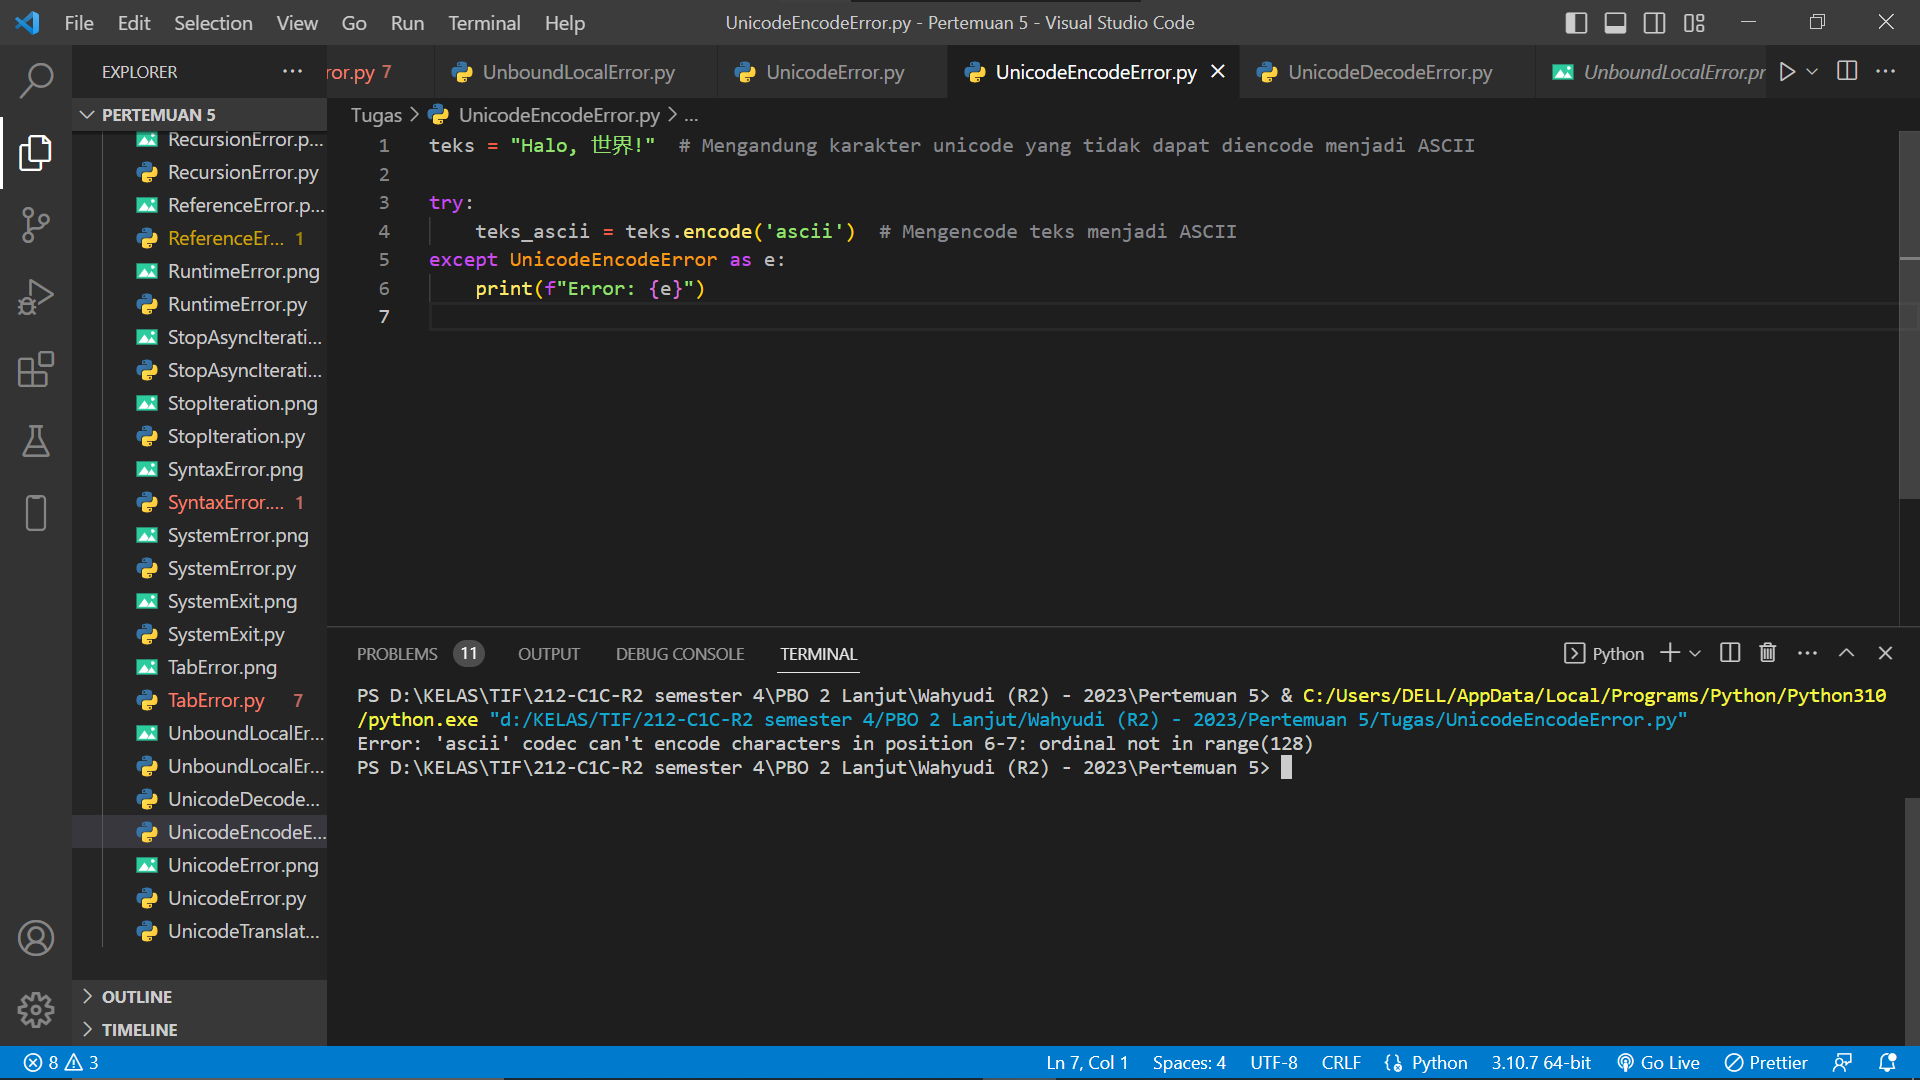 File Edit Selection View Go Run Terminal Help
UnicodeEncodeError.py - Pertemuan 5 - Visual Studio Code
EXPLORER
ror.py 7
UnboundLocalError.py
UnicodeError.py
UnicodeEncodeError.py
UnicodeDecodeError.py
UnboundLocalError.pr
PERTEMUAN 5
RecursionError.p...
RecursionError.py
ReferenceError.p...
ReferenceEr... 1
RuntimeError.png
RuntimeError.py
StopAsyncIterati...
StopAsyncIterati...
StopIteration.png
StopIteration.py
SyntaxError.png
SyntaxError.... 1
SystemError.png
SystemError.py
SystemExit.png
SystemExit.py
TabError.png
TabError.py 7
UnboundLocalEr...
UnboundLocalEr...
UnicodeDecode...
UnicodeEncodeE...
UnicodeError.png
UnicodeError.py
UnicodeTranslat...
OUTLINE
TIMELINE
Tugas > UnicodeEncodeError.py > ...
1 teks = "Halo, 世界!"  # Mengandung karakter unicode yang tidak dapat diencode menjadi ASCII
2
3 try:
4     teks_ascii = teks.encode('ascii')  # Mengencode teks menjadi ASCII
5 except UnicodeEncodeError as e:
6     print(f"Error: {e}")
7
PROBLEMS 11 OUTPUT DEBUG CONSOLE TERMINAL
Python
PS D:\KELAS\TIF\212-C1C-R2 semester 4\PBO 2 Lanjut\Wahyudi (R2) - 2023\Pertemuan 5> & C:/Users/DELL/AppData/Local/Programs/Python/Python310
/python.exe "d:/KELAS/TIF/212-C1C-R2 semester 4/PBO 2 Lanjut/Wahyudi (R2) - 2023/Pertemuan 5/Tugas/UnicodeEncodeError.py"
Error: 'ascii' codec can't encode characters in position 6-7: ordinal not in range(128)
PS D:\KELAS\TIF\212-C1C-R2 semester 4\PBO 2 Lanjut\Wahyudi (R2) - 2023\Pertemuan 5>
8 3
Ln 7, Col 1 Spaces: 4 UTF-8 CRLF Python 3.10.7 64-bit Go Live Prettier